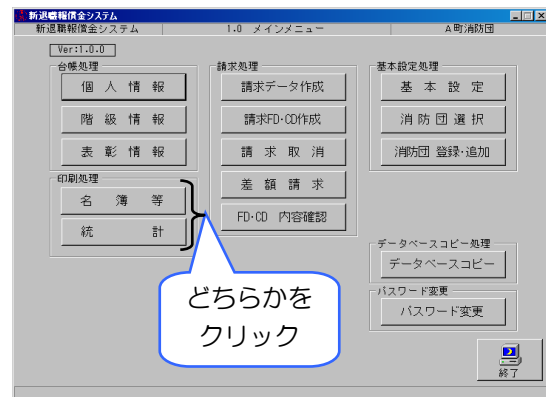 新退職報償金システム
新退職報償金システム 1.0 メインメニュー A町消防団
Ver:1.0.0
台帳処理
個人情報
階級情報
表彰情報
印刷処理
名簿等
統計
請求処理
請求データ作成
請求FD・CD作成
請求取消
差額請求
FD・CD 内容確認
基本設定処理
基本設定
消防団選択
消防団 登録・追加
データベースコピー処理
データベースコピー
パスワード変更
パスワード変更
終了
どちらかを
クリック